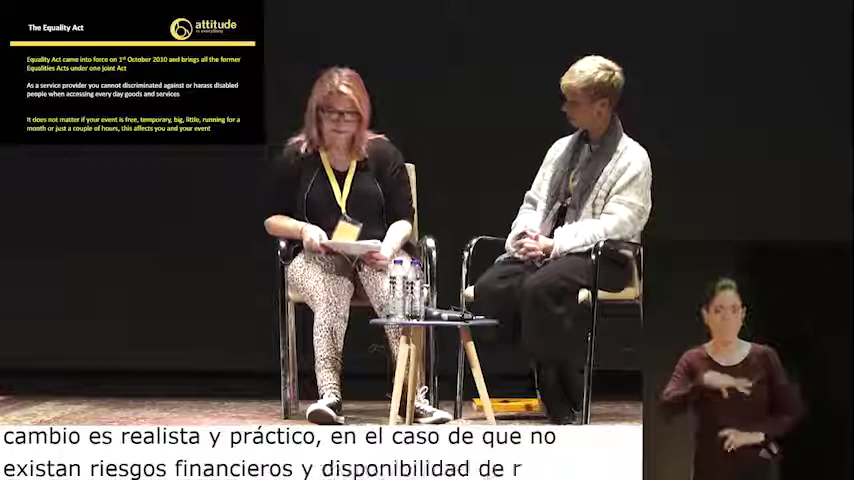 The Equality Act
attitude
is everything
Equality Act came into force on 1st October 2010 and brings all the former
Equalities Acts under one joint Act
As a service provider you cannot discriminated against or harass disabled
people when accessing every day goods and services
It does not matter if your event is free, temporary, big, little, running for a
month or just a couple of hours, this affects you and your event
cambio es realista y práctico, en el caso de que no
existan riesgos financieros y disponibilidad de r